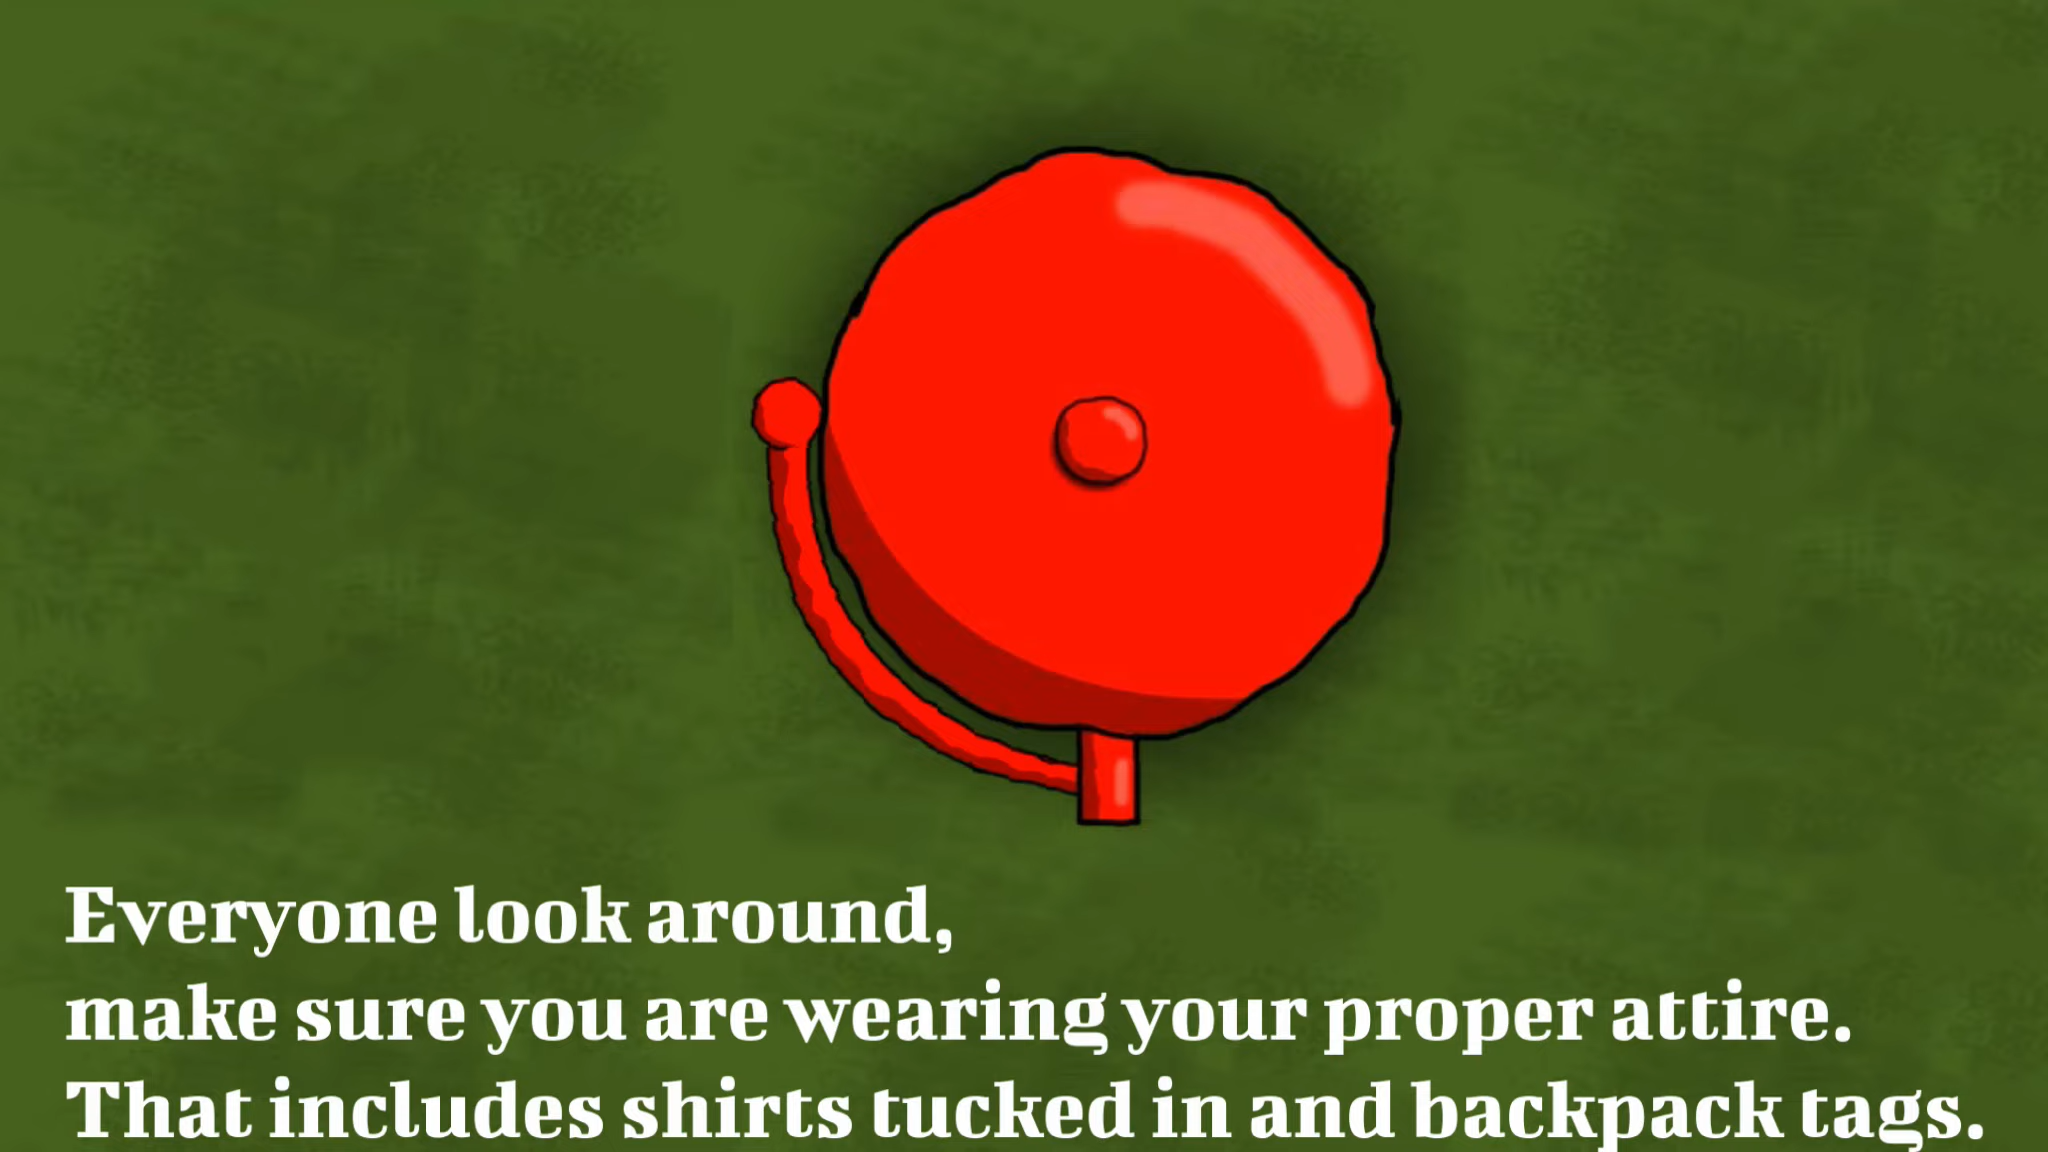 Everyone look around,
make sure you are wearing your proper attire.
That includes shirts tucked in and backpack tags.